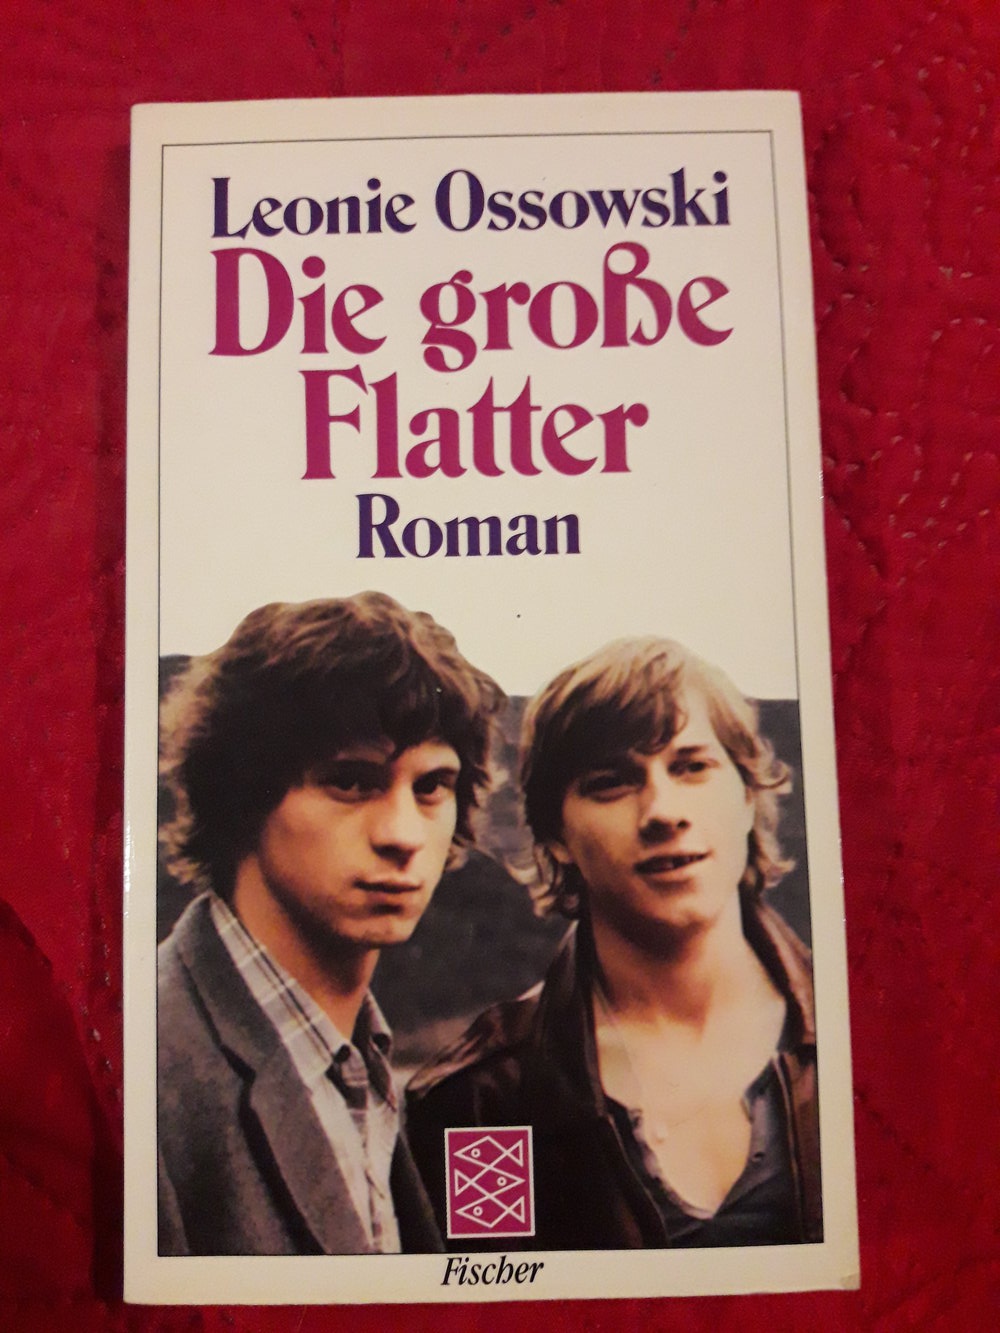 Leonie Ossowski
Die große
Flatter
Roman
Fischer